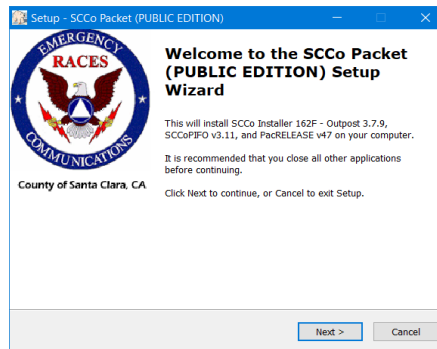 Setup - SCCo Packet (PUBLIC EDITION)
EMERGENCY
RACES
COMMUNICATIONS
County of Santa Clara, CA
Welcome to the SCCo Packet
(PUBLIC EDITION) Setup
Wizard
This will install SCCo Installer 162F - Outpost 3.7.9,
SCCoPIFO v3.11, and PacRELEASE v47 on your computer.
It is recommended that you close all other applications
before continuing.
Click Next to continue, or Cancel to exit Setup.
Next >
Cancel